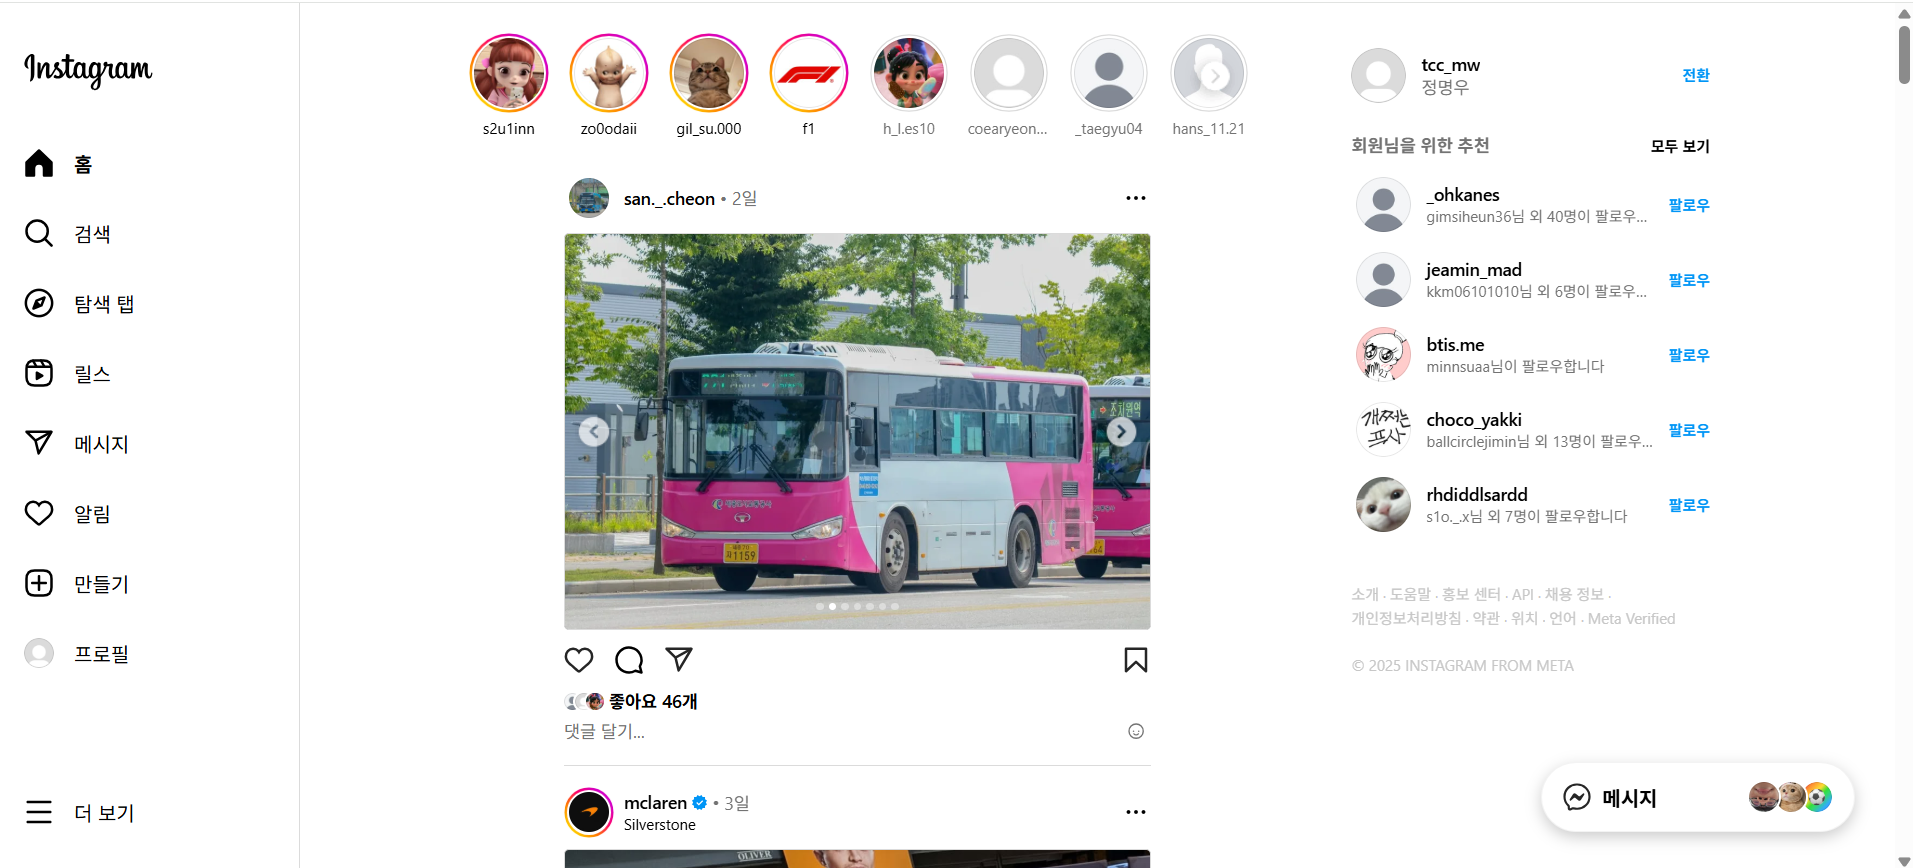 Instagram
홈
검색
탐색 탭
릴스
메시지
알림
만들기
프로필
더 보기
s2u1inn
zo0odaii
gil_su.000
f1
h_l.es10
coearyeon...
_taegyu04
hans_11.21
san._.cheon • 2일
조치원역
1159
좋아요 46개
댓글 달기...
mclaren • 3일
Silverstone
OLIVER
tcc_mw
정명우
전환
회원님을 위한 추천
모두 보기
_ohkanes
gimsiheun36님 외 40명이 팔로우...
팔로우
jeamin_mad
kkm06101010님 외 6명이 팔로우...
팔로우
btis.me
minnsuaa님이 팔로우합니다
팔로우
개쩌는
프사
choco_yakki
ballcirclejimin님 외 13명이 팔로우...
팔로우
rhdiddlsardd
s1o._.x님 외 7명이 팔로우합니다
팔로우
소개 · 도움말 · 홍보 센터 · API · 채용 정보 ·
개인정보처리방침 · 약관 · 위치 · 언어 · Meta Verified
© 2025 INSTAGRAM FROM META
메시지